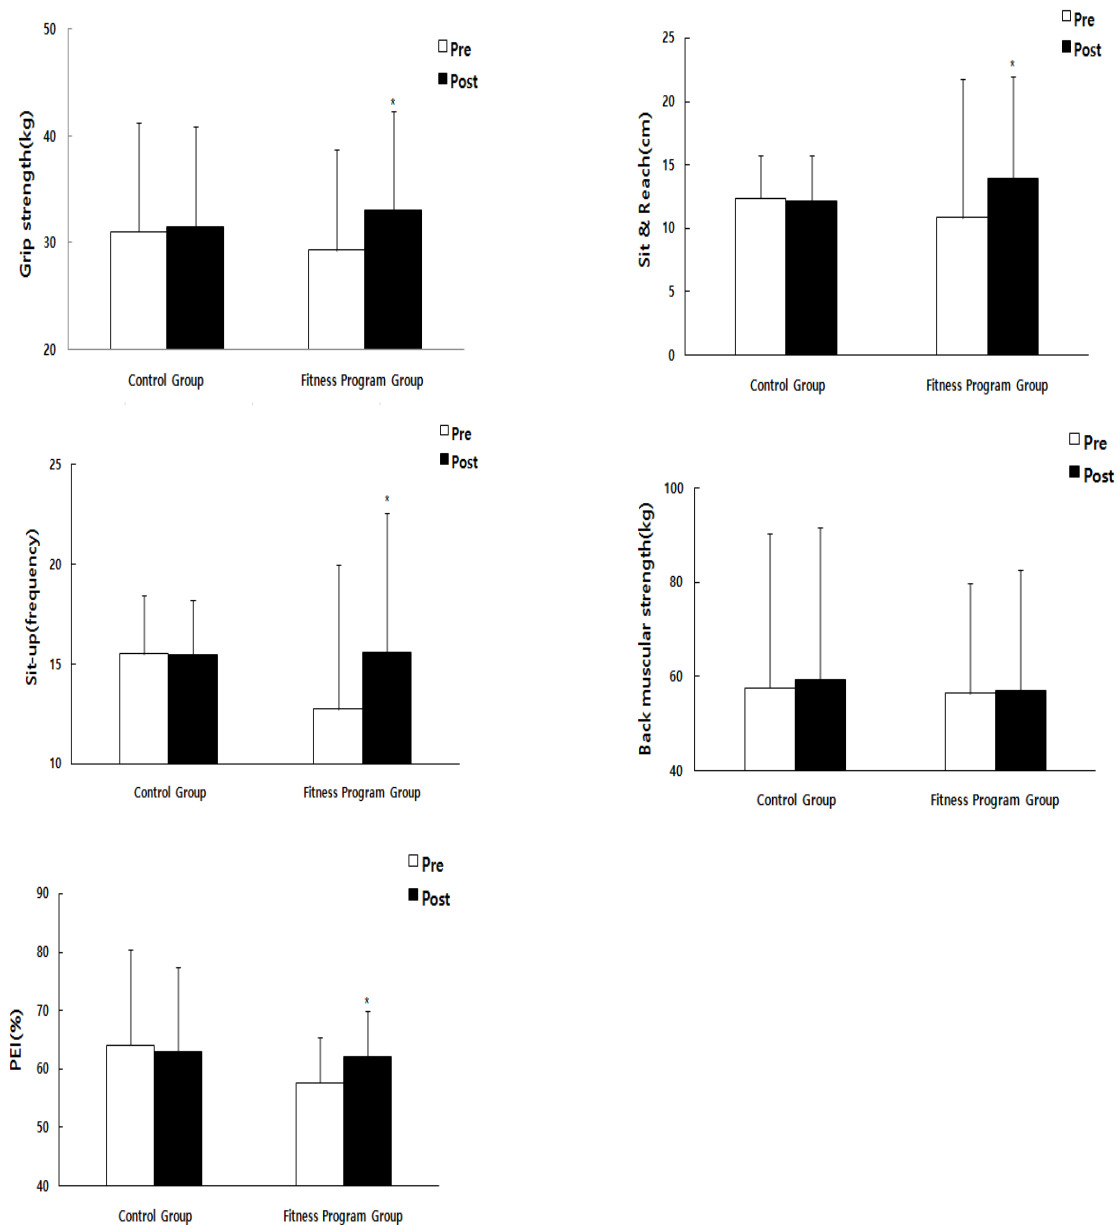 Grip strength(kg)
50
40
30
20
Pre
Post
*
Control Group
Fitness Program Group
Sit & Reach(cm)
25
20
15
10
5
0
Pre
Post
*
Control Group
Fitness Program Group
Sit-up(frequency)
25
20
15
10
Pre
Post
*
Control Group
Fitness Program Group
Back muscular strength(kg)
100
80
60
40
Pre
Post
Control Group
Fitness Program Group
PEI(%)
90
80
70
60
50
40
Pre
Post
*
Control Group
Fitness Program Group